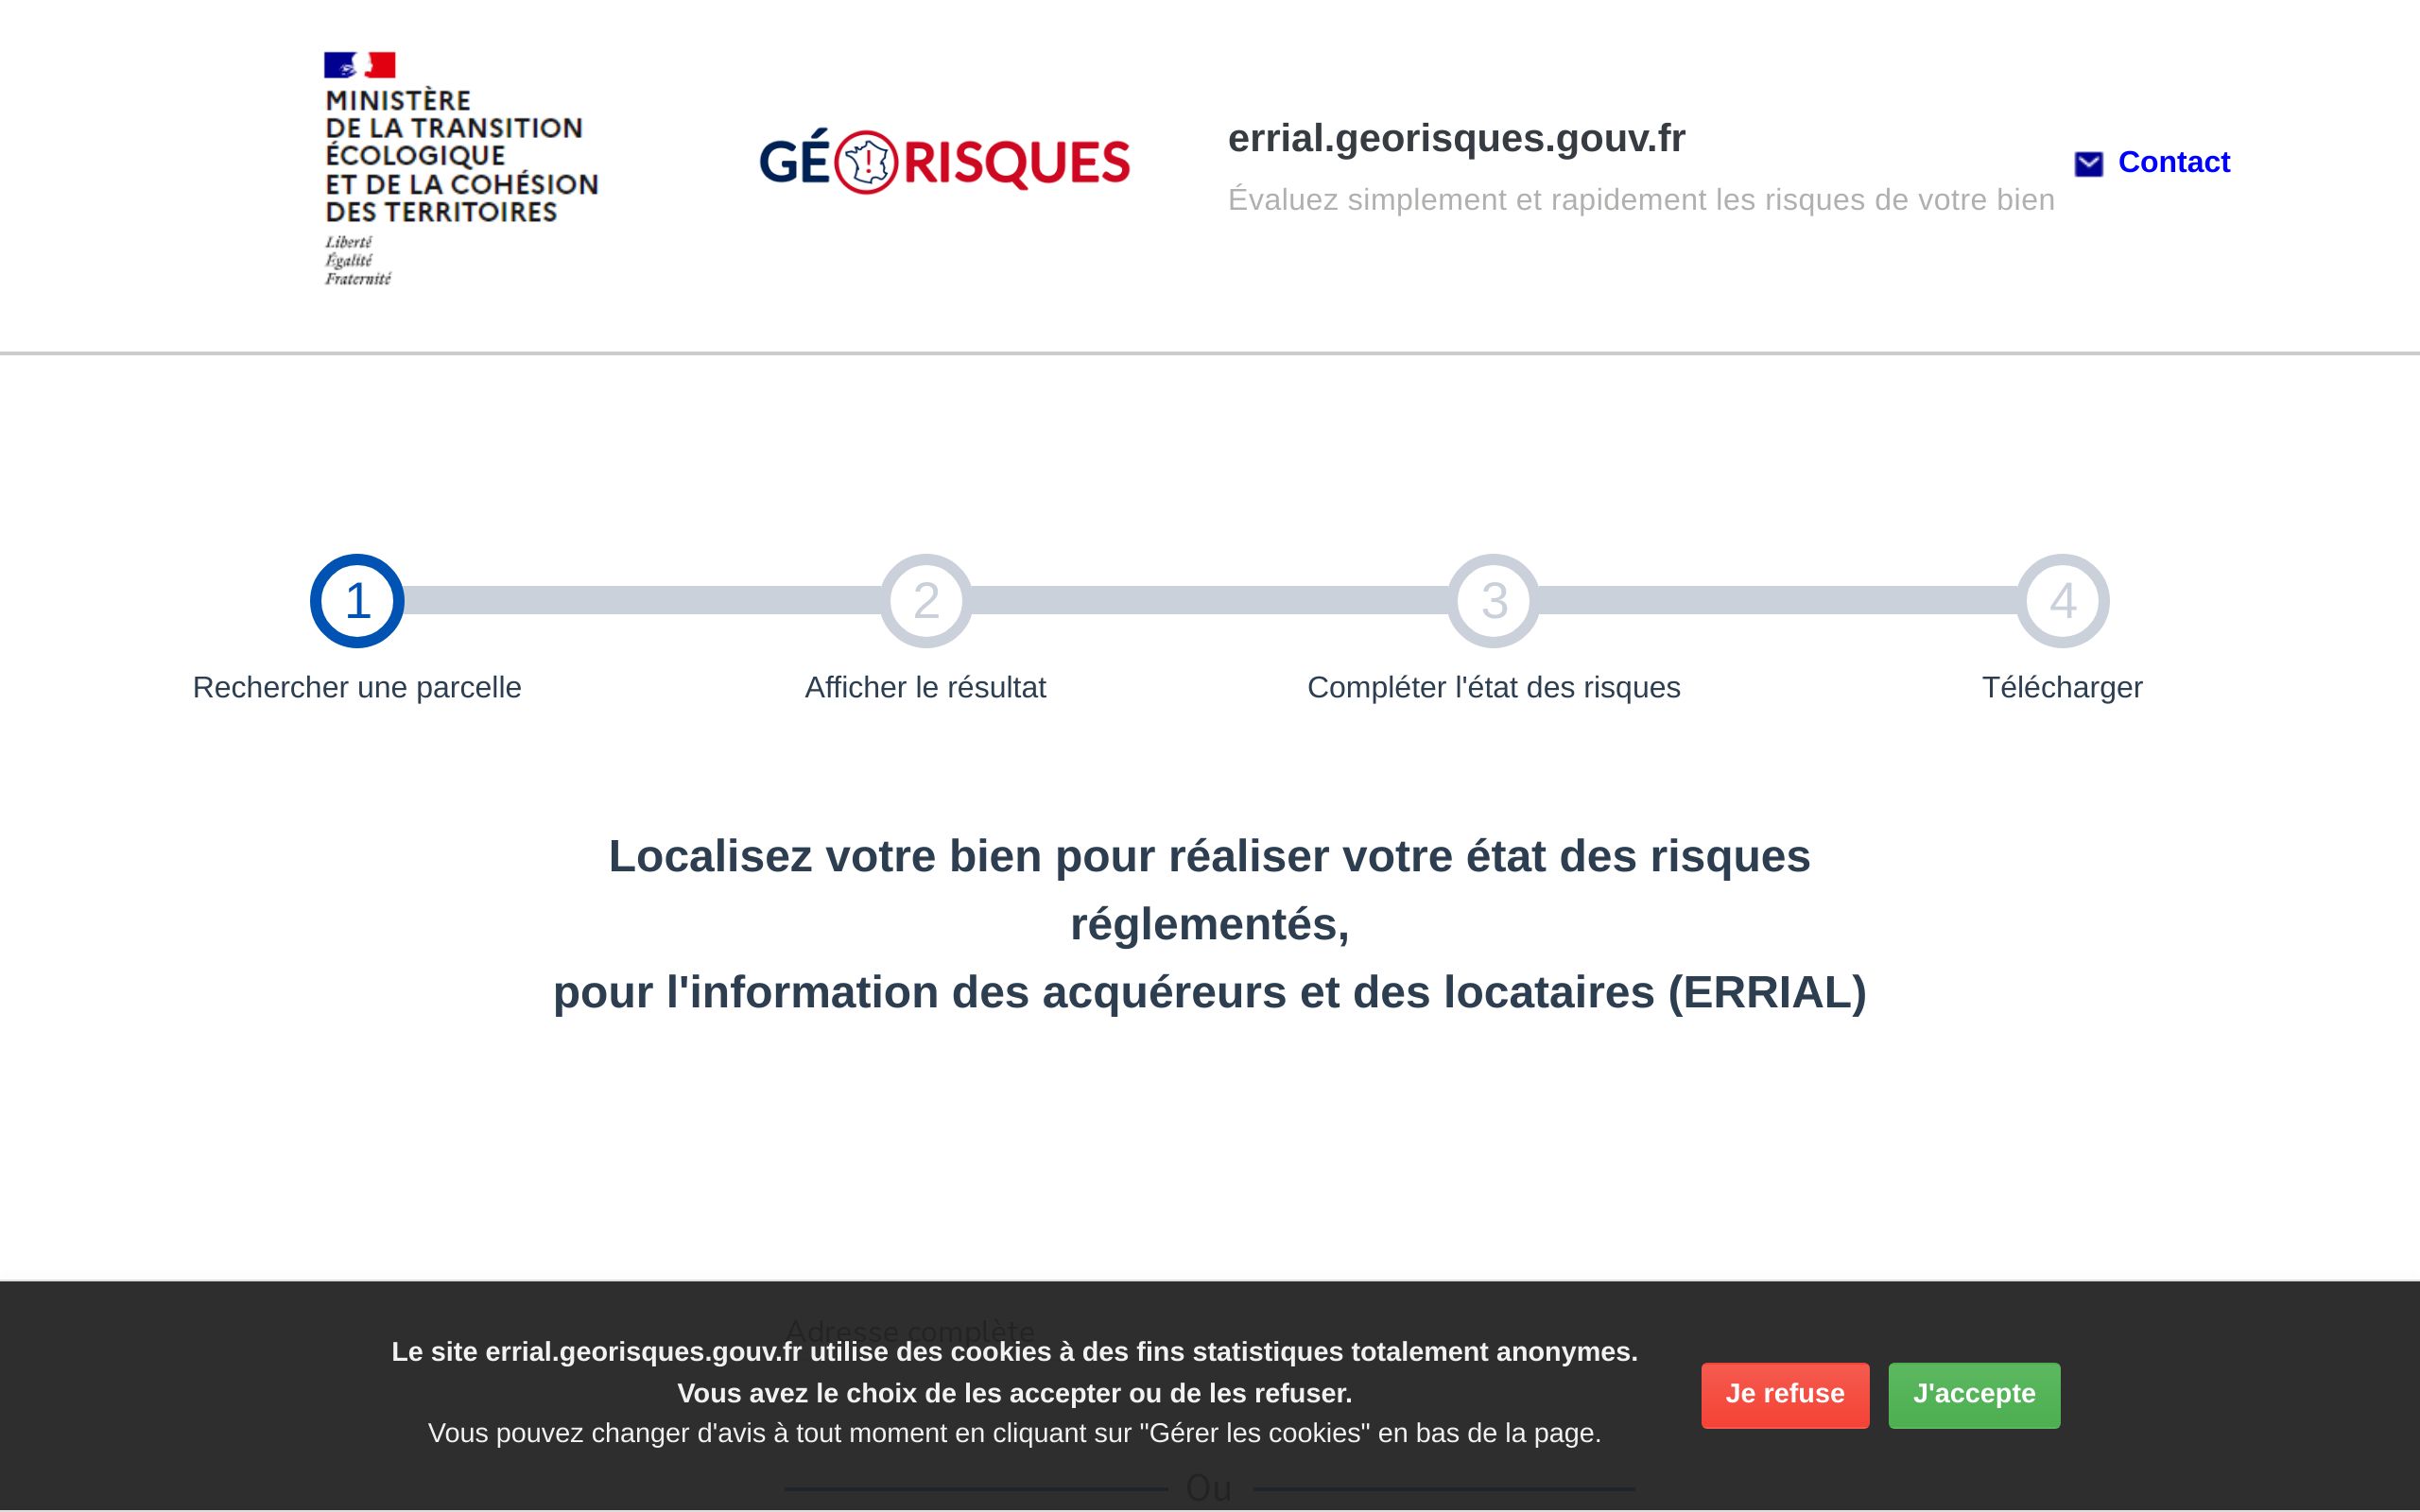 MINISTÈRE
DE LA TRANSITION
ÉCOLOGIQUE
ET DE LA COHÉSION
DES TERRITOIRES
Liberté
Égalité
Fraternité
GÉORISQUES
errial.georisques.gouv.fr
Évaluez simplement et rapidement les risques de votre bien
Contact
1
2
3
4
Rechercher une parcelle
Afficher le résultat
Compléter l'état des risques
Télécharger
Localisez votre bien pour réaliser votre état des risques
réglementés,
pour l'information des acquéreurs et des locataires (ERRIAL)
Adresse complète
Le site errial.georisques.gouv.fr utilise des cookies à des fins statistiques totalement anonymes.
Vous avez le choix de les accepter ou de les refuser.
Vous pouvez changer d'avis à tout moment en cliquant sur "Gérer les cookies" en bas de la page.
Je refuse
J'accepte
Ou